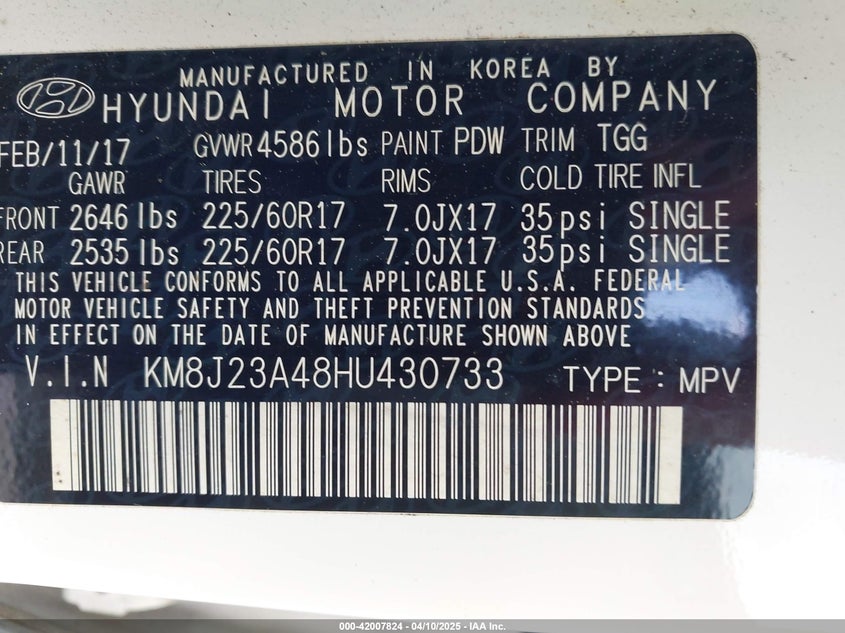 MANUFACTURED IN KOREA BY
HYUNDAI MOTOR COMPANY
FEB/11/17 GVWR 4586 lbs PAINT PDW TRIM TGG
GAWR TIRES RIMS COLD TIRE INFL
FRONT 2646 lbs 225/60R17 7.0JX17 35psi SINGLE
REAR 2535 lbs 225/60R17 7.0JX17 35psi SINGLE
THIS VEHICLE CONFORMS TO ALL APPLICABLE U.S.A. FEDERAL
MOTOR VEHICLE SAFETY AND THEFT PREVENTION STANDARDS
IN EFFECT ON THE DATE OF MANUFACTURE SHOWN ABOVE
V.I.N KM8J23A48HU430733 TYPE : MPV
000-42007824 - 04/10/2025 - IAA Inc.